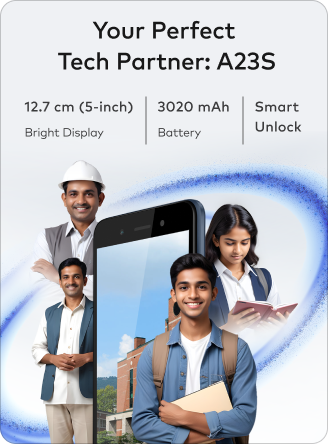 Your Perfect
Tech Partner: A23S
12.7 cm (5-inch)
Bright Display
3020 mAh
Battery
Smart
Unlock